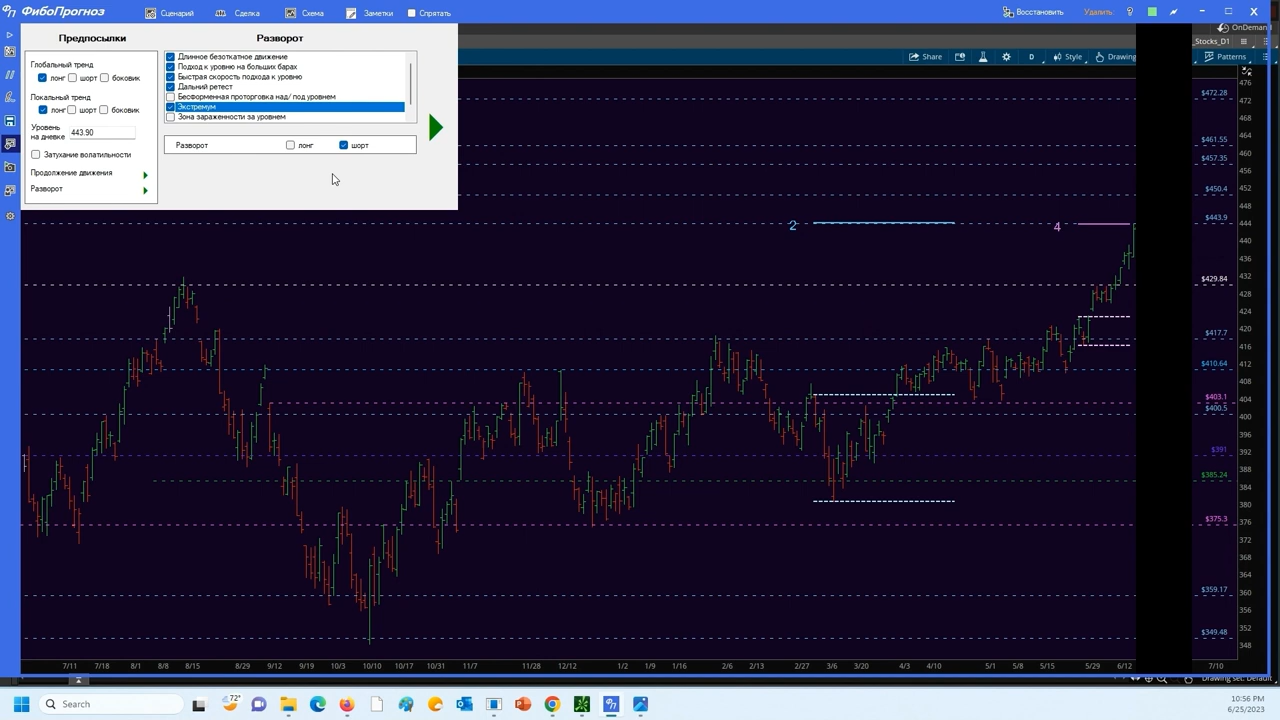 ФибоПрогноз
Сценарий
Сделка
Схема
Заметки
Спрятать
Восстановить
Удалить
?
OnDemand
_Stocks_D1
Share
D
Style
Drawing
Patterns
Предпосылки
Глобальный тренд
лонг шорт боковик
Локальный тренд
лонг шорт боковик
Уровень
на дневке 443.90
Затухание волатильности
Продолжение движения
Разворот
Разворот
Длинное безоткатное движение
Подход к уровню на больших барах
Быстрая скорость подхода к уровню
Дальний ретест
Бесформенная проторговка над/ под уровнем
Экстремум
Зона зараженности за уровнем
Разворот лонг шорт
2
4
$472.28
$461.55
$457.35
$450.4
$443.9
$429.84
$417.7
$410.64
$403.1
$400.5
$391
$385.24
$375.3
$359.17
$349.48
476
472
468
464
460
456
452
448
444
440
436
432
428
424
420
416
412
408
404
400
396
392
388
384
380
376
372
368
364
360
356
352
348
7/11 7/18 8/1 8/8 8/15 8/29 9/12 9/19 10/3 10/10 10/17 10/31 11/7 11/28 12/12 1/2 1/9 1/16 2/6 2/13 2/27 3/6 3/20 4/3 4/10 5/1 5/8 5/15 5/29 6/12 7/10
Drawing set: Default
Search
72°
10:56 PM
6/25/2023